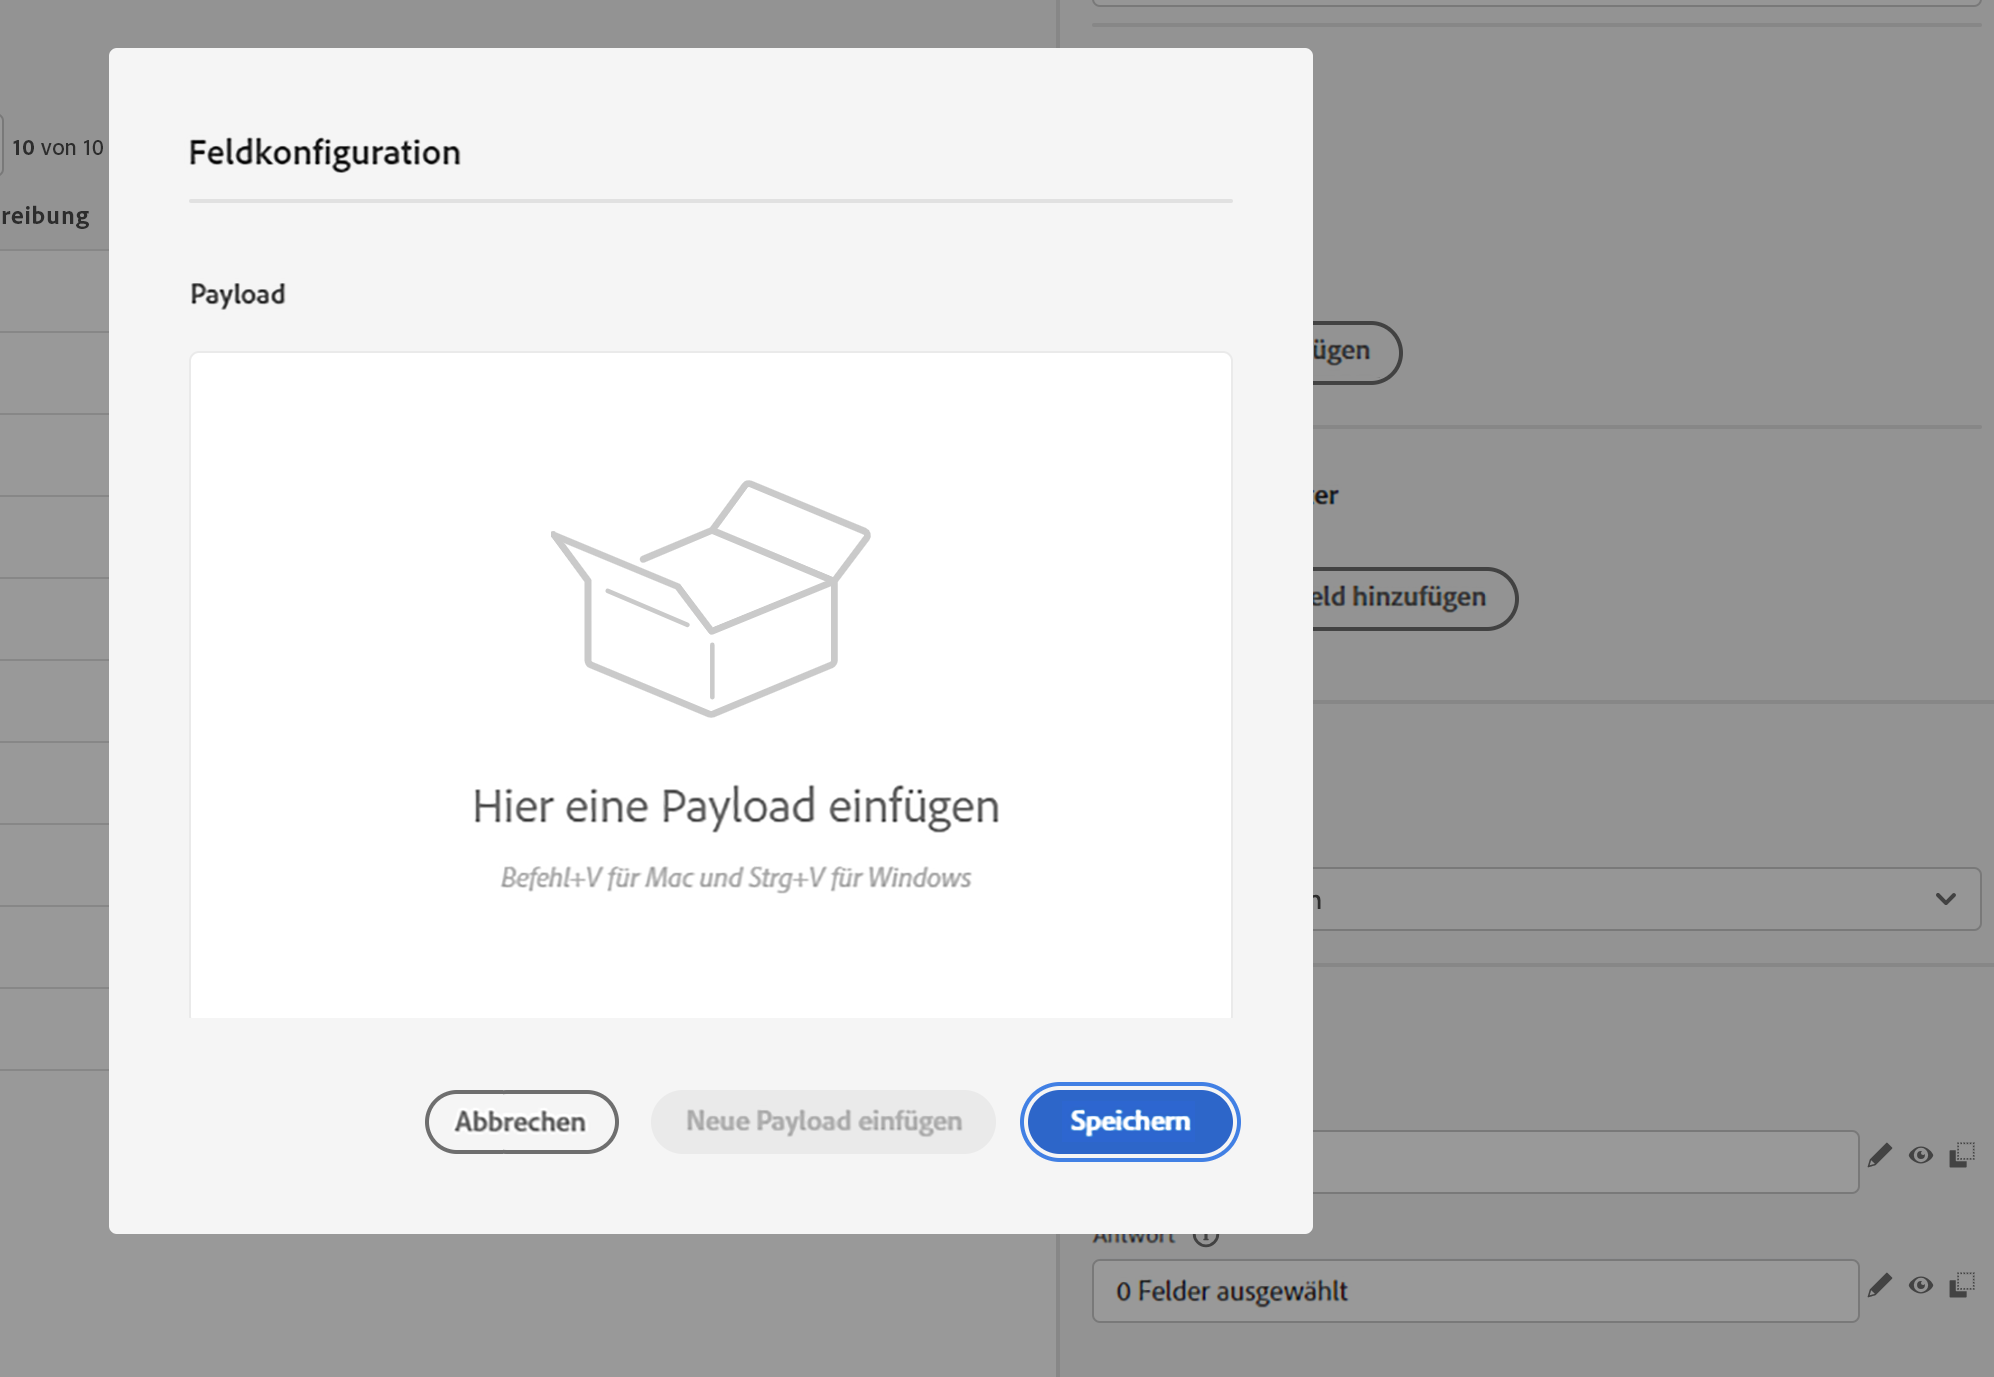 10 von 10
reibung
Feldkonfiguration
Payload
ügen
er
eld hinzufügen
Hier eine Payload einfügen
Befehl+V für Mac und Strg+V für Windows
n
Abbrechen
Neue Payload einfügen
Speichern
Antwort
0 Felder ausgewählt